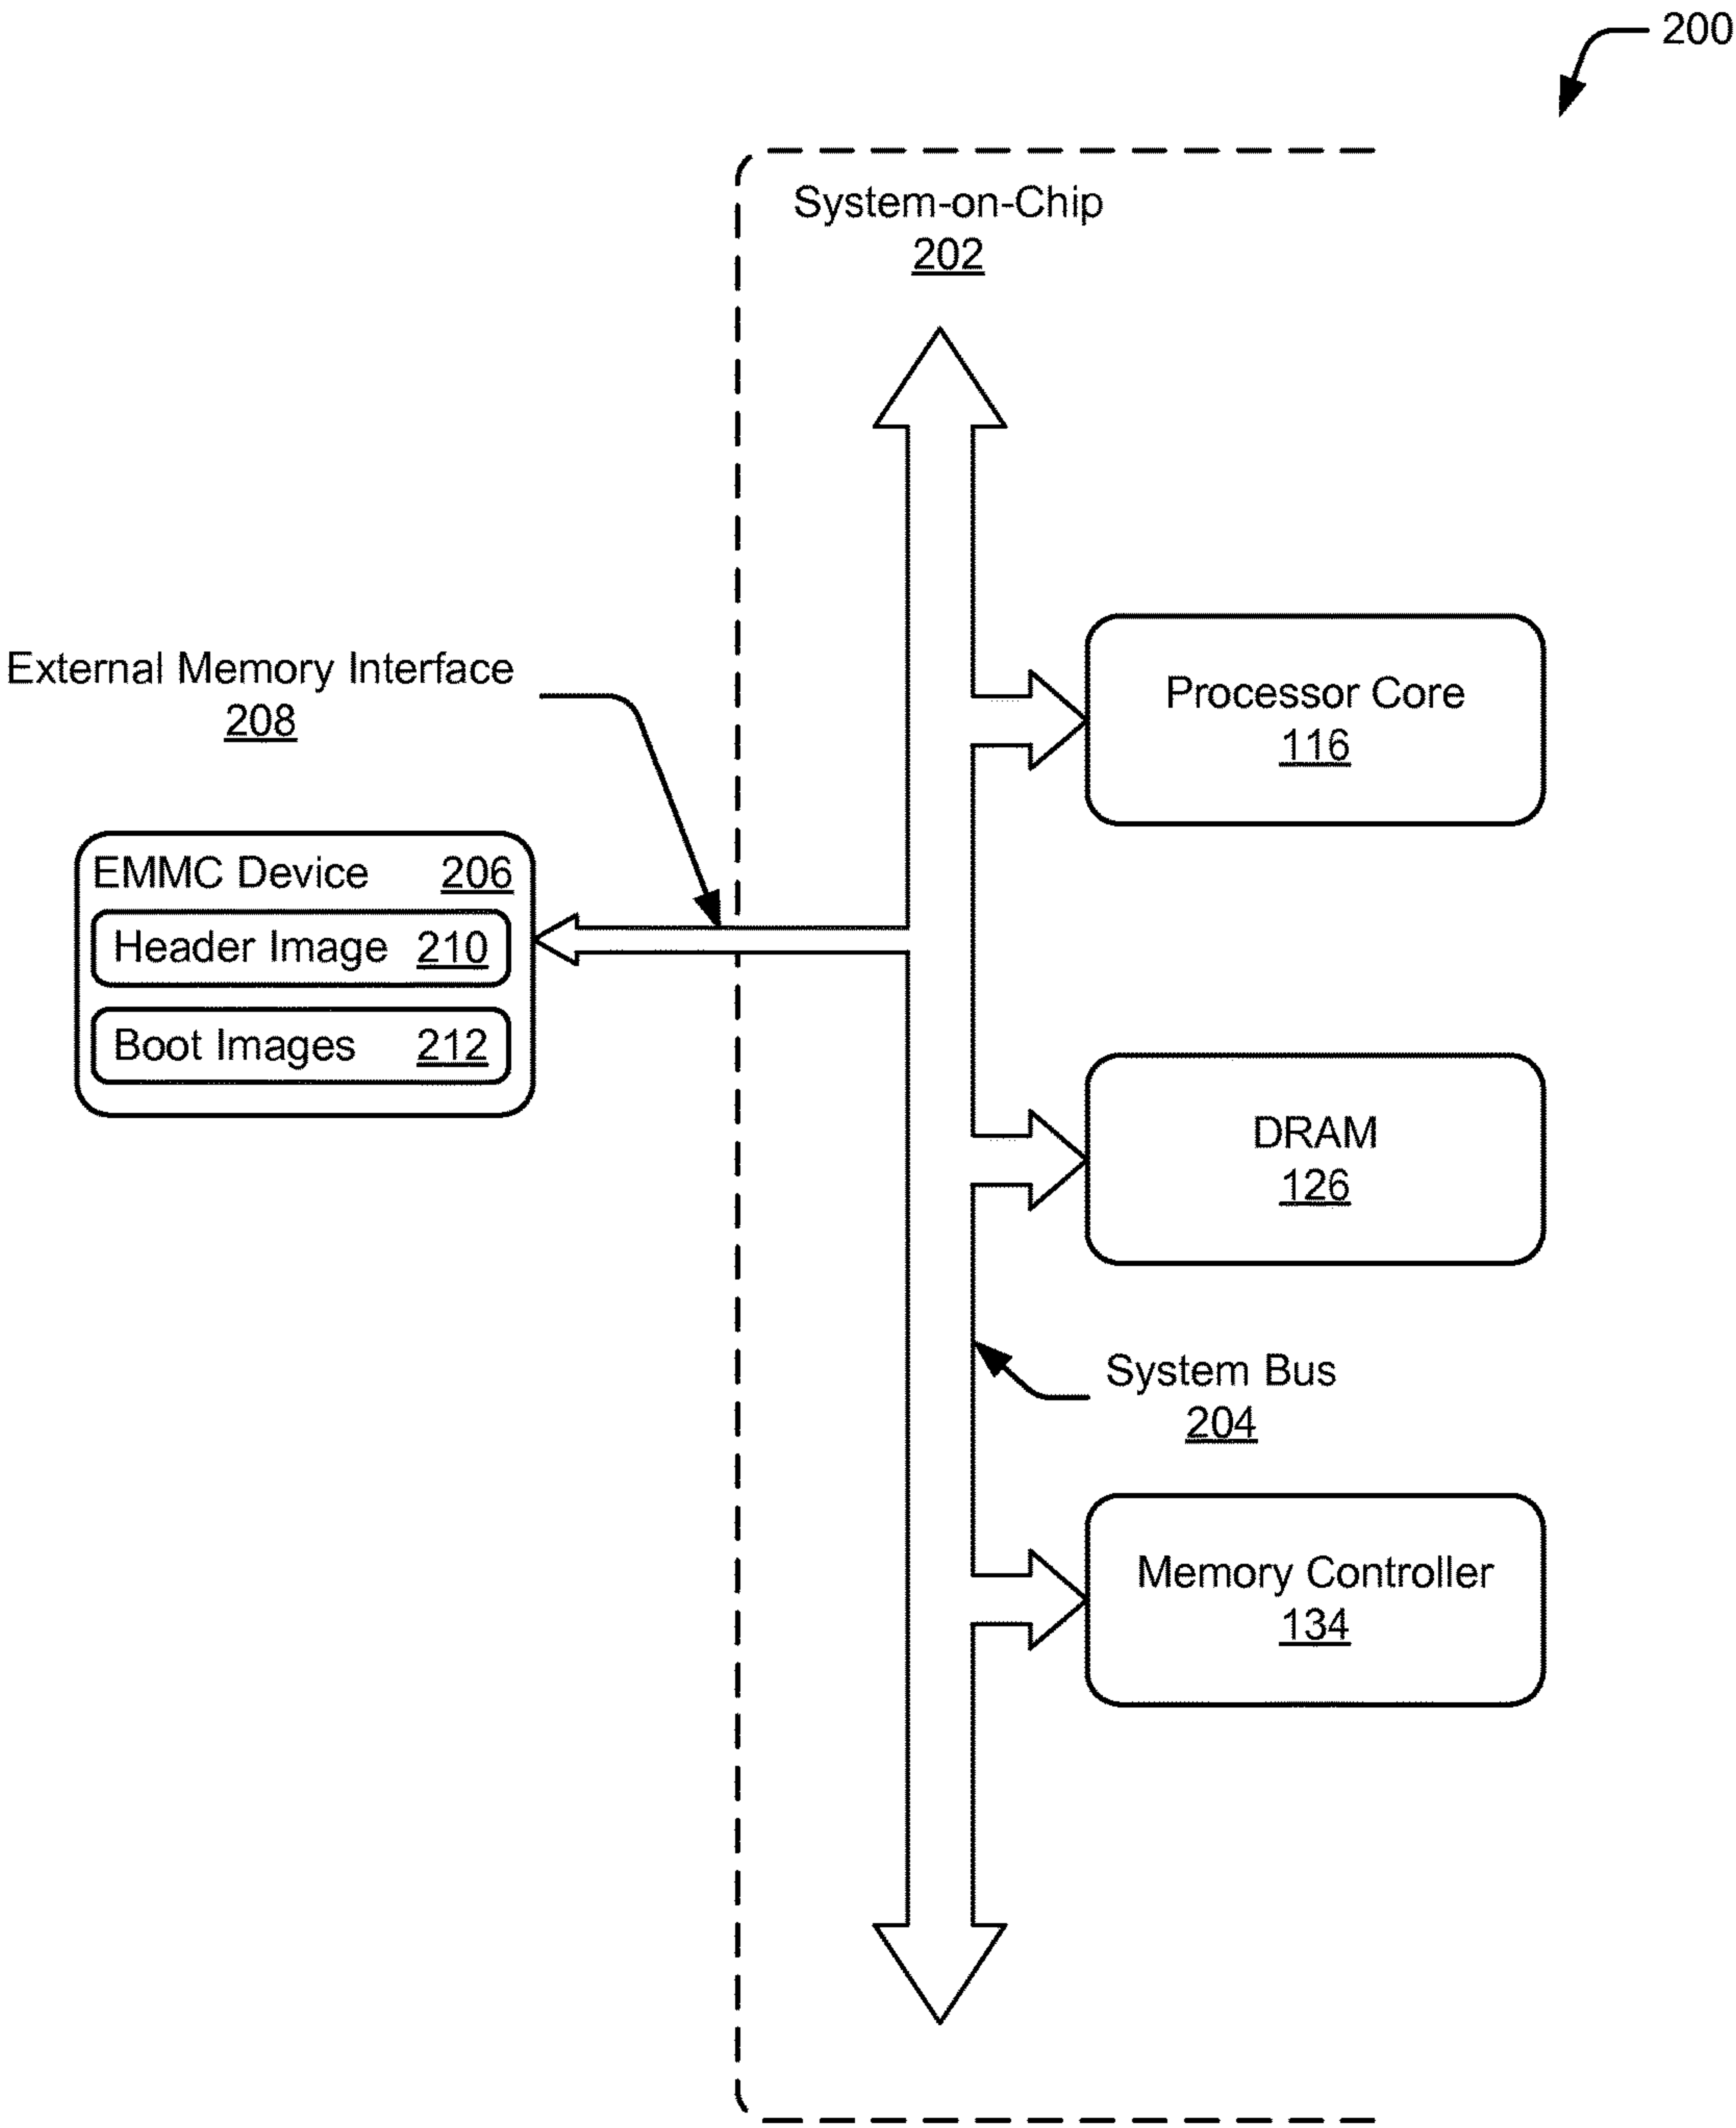 200
System-on-Chip
202
External Memory Interface
208
Processor Core
116
EMMC Device 206
Header Image 210
Boot Images 212
DRAM
126
System Bus
204
Memory Controller
134